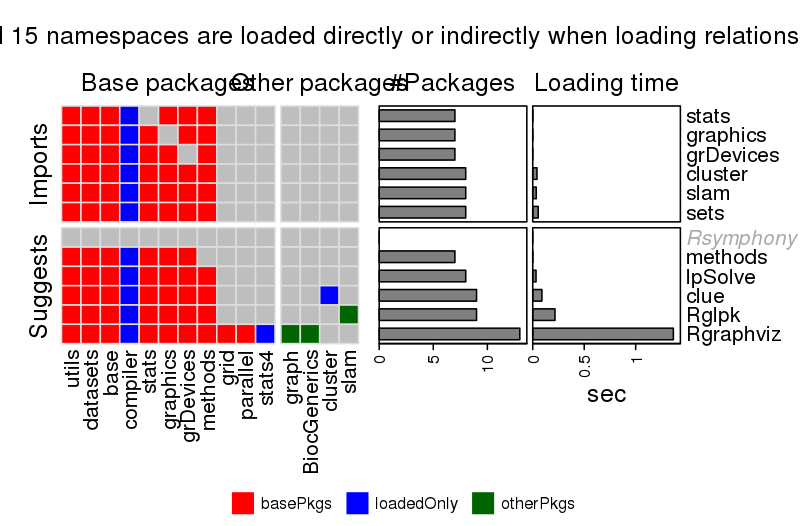 l 15 namespaces are loaded directly or indirectly when loading relations
Base packages
Other packages
#Packages
Loading time
Imports
stats
graphics
grDevices
cluster
slam
sets
Suggests
Rsymphony
methods
lpSolve
clue
Rglpk
Rgraphviz
utils
datasets
base
compiler
stats
graphics
grDevices
methods
grid
parallel
stats4
graph
BiocGenerics
cluster
slam
0
5
10
0
0.5
1
sec
basePkgs
loadedOnly
otherPkgs